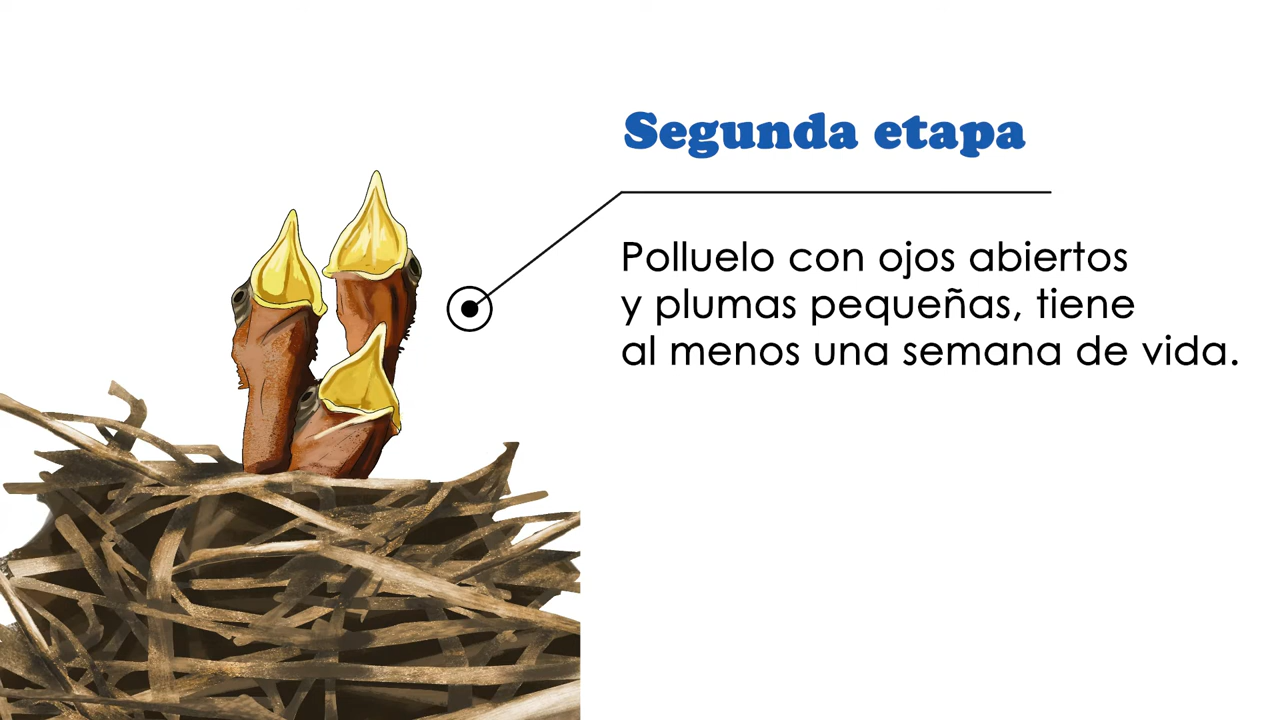 Segunda etapa
Polluelo con ojos abiertos
y plumas pequeñas, tiene
al menos una semana de vida.